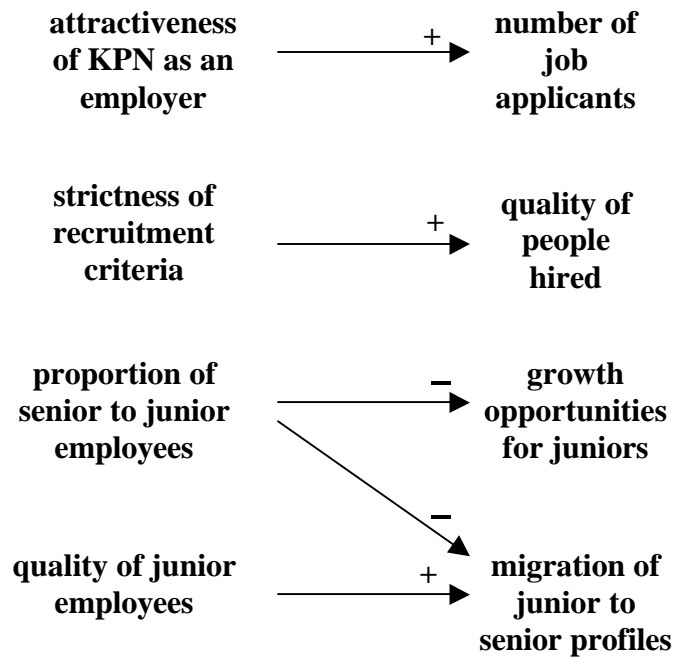 attractiveness
of KPN as an
employer
+
number of
job
applicants
strictness of
recruitment
criteria
+
quality of
people
hired
proportion of
senior to junior
employees
–
growth
opportunities
for juniors
–
quality of junior
employees
+
migration of
junior to
senior profiles